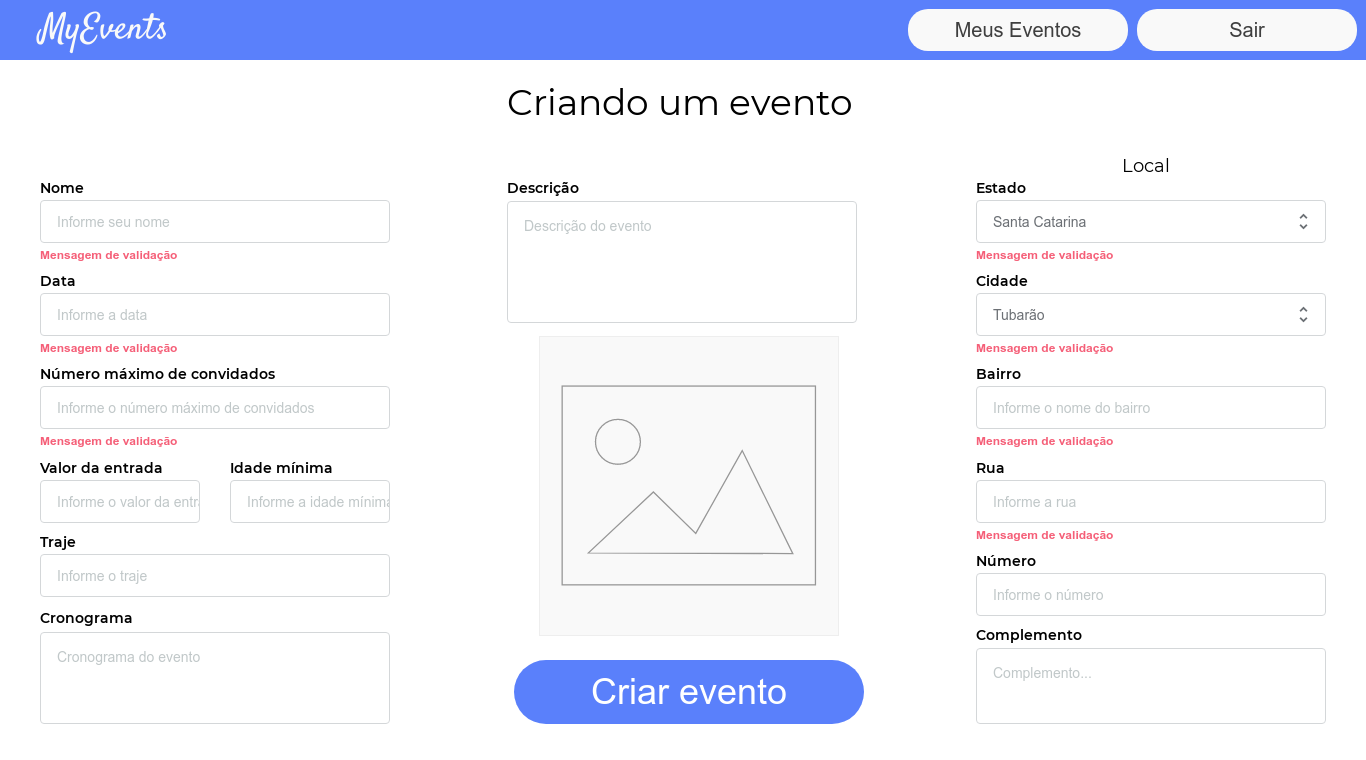 MyEvents
Meus Eventos
Sair
Criando um evento
Nome
Informe seu nome
Mensagem de validação
Data
Informe a data
Mensagem de validação
Número máximo de convidados
Informe o número máximo de convidados
Mensagem de validação
Valor da entrada
Informe o valor da entra
Idade mínima
Informe a idade mínima
Traje
Informe o traje
Cronograma
Cronograma do evento
Descrição
Descrição do evento
Criar evento
Local
Estado
Santa Catarina
Mensagem de validação
Cidade
Tubarão
Mensagem de validação
Bairro
Informe o nome do bairro
Mensagem de validação
Rua
Informe a rua
Mensagem de validação
Número
Informe o número
Complemento
Complemento...